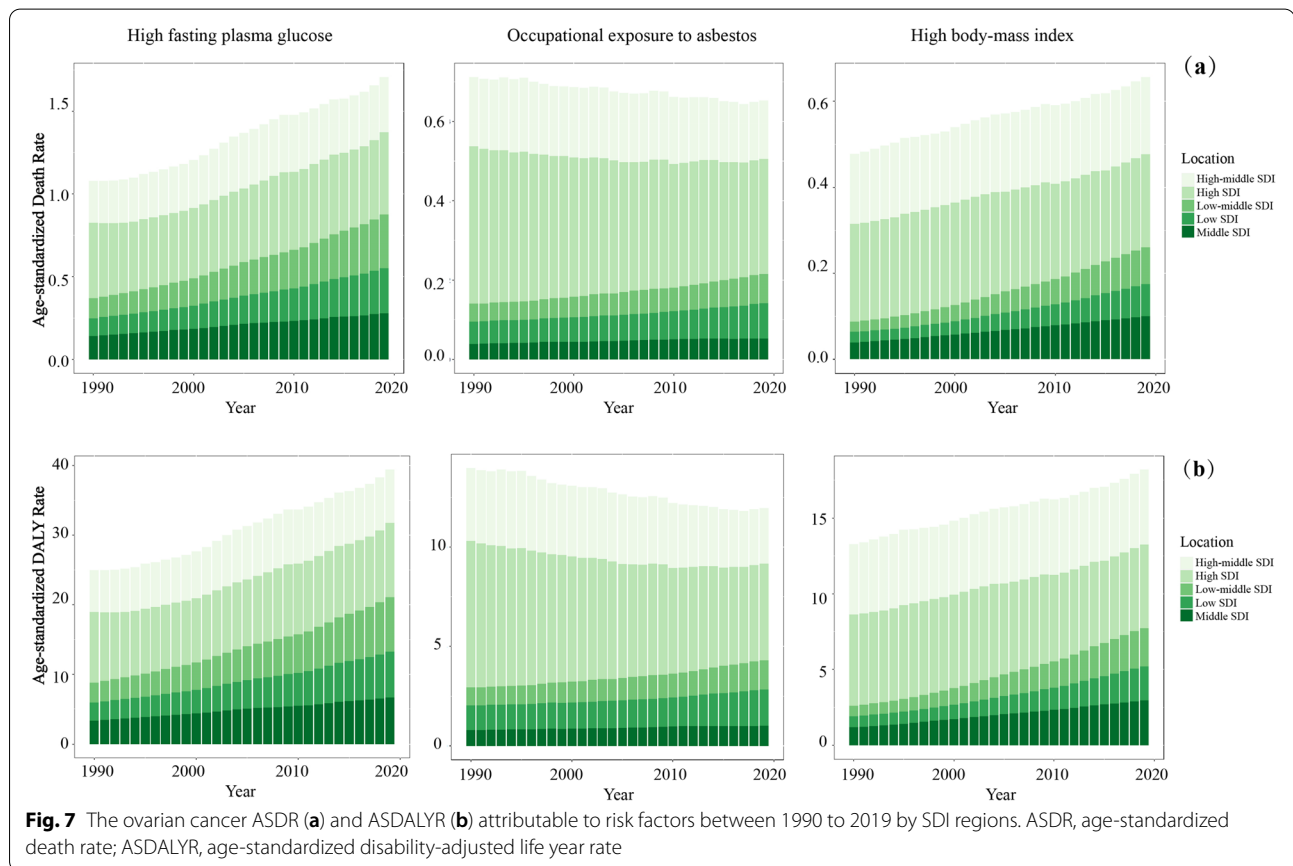 High fasting plasma glucose
Occupational exposure to asbestos
High body-mass index
(a)
Age-standardized Death Rate
1.5
1.0
0.5
0.0
1990 2000 2010 2020
Year
0.6
0.4
0.2
0.0
1990 2000 2010 2020
Year
0.6
0.4
0.2
0.0
1990 2000 2010 2020
Year
Location
High-middle SDI
High SDI
Low-middle SDI
Low SDI
Middle SDI
(b)
Age-standardized DALY Rate
40
30
20
10
0
1990 2000 2010 2020
Year
10
5
0
1990 2000 2010 2020
Year
15
10
5
0
1990 2000 2010 2020
Year
Location
High-middle SDI
High SDI
Low-middle SDI
Low SDI
Middle SDI
Fig. 7 The ovarian cancer ASDR (a) and ASDALYR (b) attributable to risk factors between 1990 to 2019 by SDI regions. ASDR, age-standardized
death rate; ASDALYR, age-standardized disability-adjusted life year rate